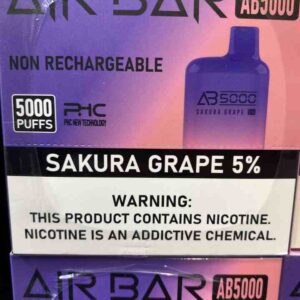 AIR BAR AB5000
NON RECHARGEABLE
AB5000
SAKURA GRAPE
5000
PUFFS
PHC
PHC NEW TECHNOLOGY
SAKURA GRAPE 5%
WARNING:
THIS PRODUCT CONTAINS NICOTINE.
NICOTINE IS AN ADDICTIVE CHEMICAL.
AIR BAR AB5000